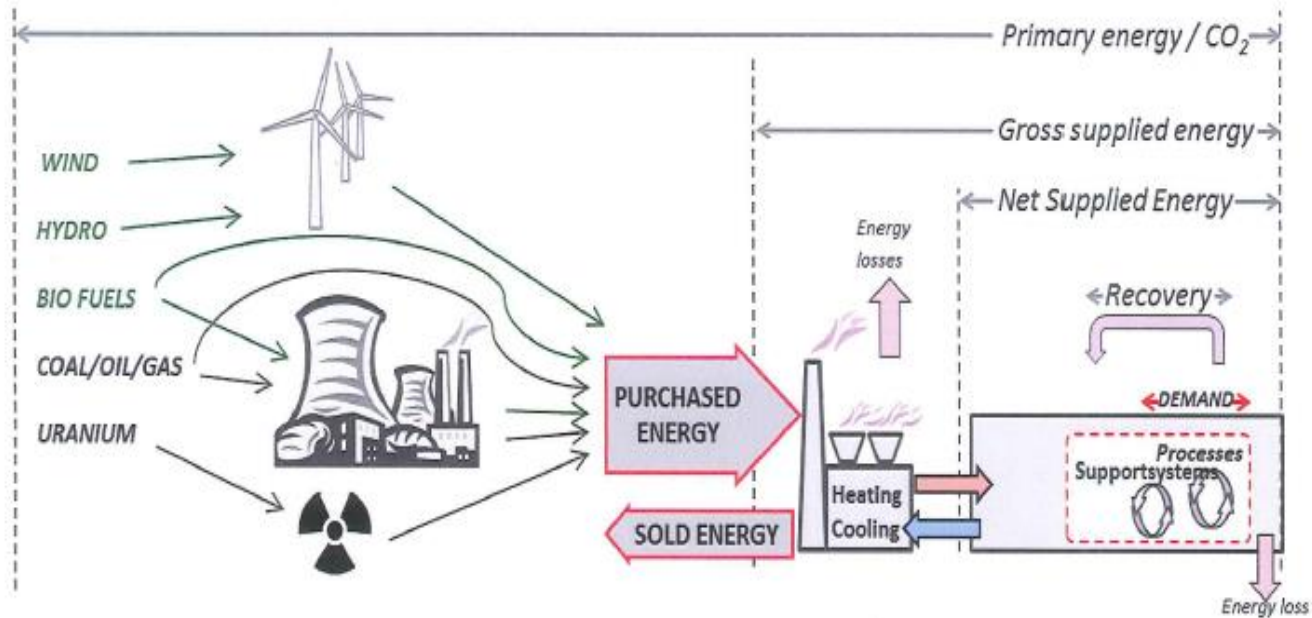 Primary energy / CO₂
Gross supplied energy
Net Supplied Energy
WIND
HYDRO
BIO FUELS
COAL/OIL/GAS
URANIUM
Energy
losses
Recovery
DEMAND
PURCHASED
ENERGY
Processes
Supportsystems
Heating
Cooling
SOLD ENERGY
Energy loss